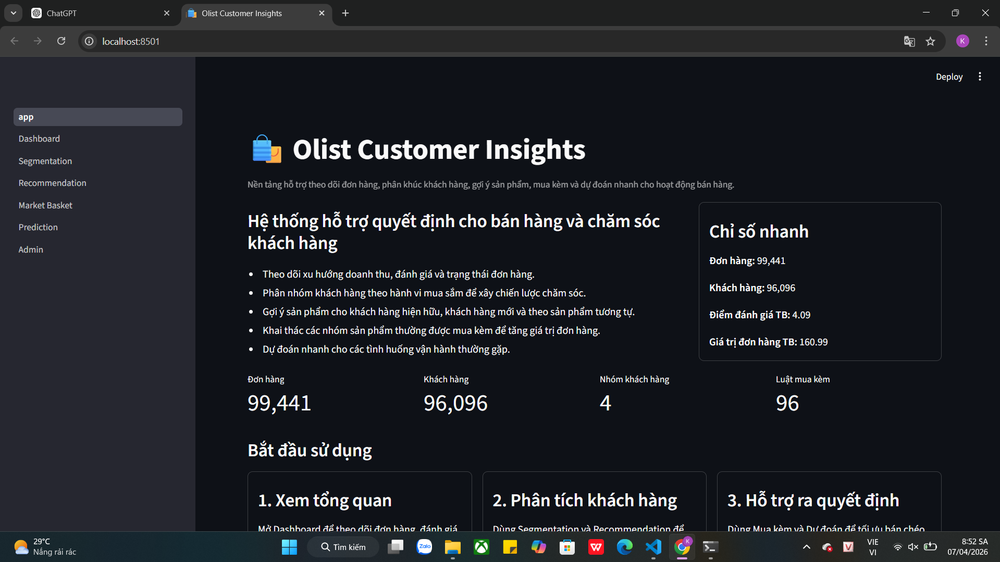 ChatGPT
Olist Customer Insights
localhost:8501
K
Deploy
app
Dashboard
Segmentation
Recommendation
Market Basket
Prediction
Admin
Olist Customer Insights
Nền tảng hỗ trợ theo dõi đơn hàng, phân khúc khách hàng, gợi ý sản phẩm, mua kèm và dự đoán nhanh cho hoạt động bán hàng.
Hệ thống hỗ trợ quyết định cho bán hàng và chăm sóc
khách hàng
• Theo dõi xu hướng doanh thu, đánh giá và trạng thái đơn hàng.
• Phân nhóm khách hàng theo hành vi mua sắm để xây chiến lược chăm sóc.
• Gợi ý sản phẩm cho khách hàng hiện hữu, khách hàng mới và theo sản phẩm tương tự.
• Khai thác các nhóm sản phẩm thường được mua kèm để tăng giá trị đơn hàng.
• Dự đoán nhanh cho các tình huống vận hành thường gặp.
Chỉ số nhanh
Đơn hàng: 99,441
Khách hàng: 96,096
Điểm đánh giá TB: 4.09
Giá trị đơn hàng TB: 160.99
Đơn hàng
99,441
Khách hàng
96,096
Nhóm khách hàng
4
Luật mua kèm
96
Bắt đầu sử dụng
1. Xem tổng quan
Mở Dashboard để theo dõi đơn hàng, đánh giá
2. Phân tích khách hàng
Dùng Segmentation và Recommendation để
3. Hỗ trợ ra quyết định
Dùng Mua kèm và Dự đoán để tối ưu bán chéo
29°C
Nắng rải rác
Tìm kiếm
Zalo
K
VIE
VI
8:52 SA
07/04/2026